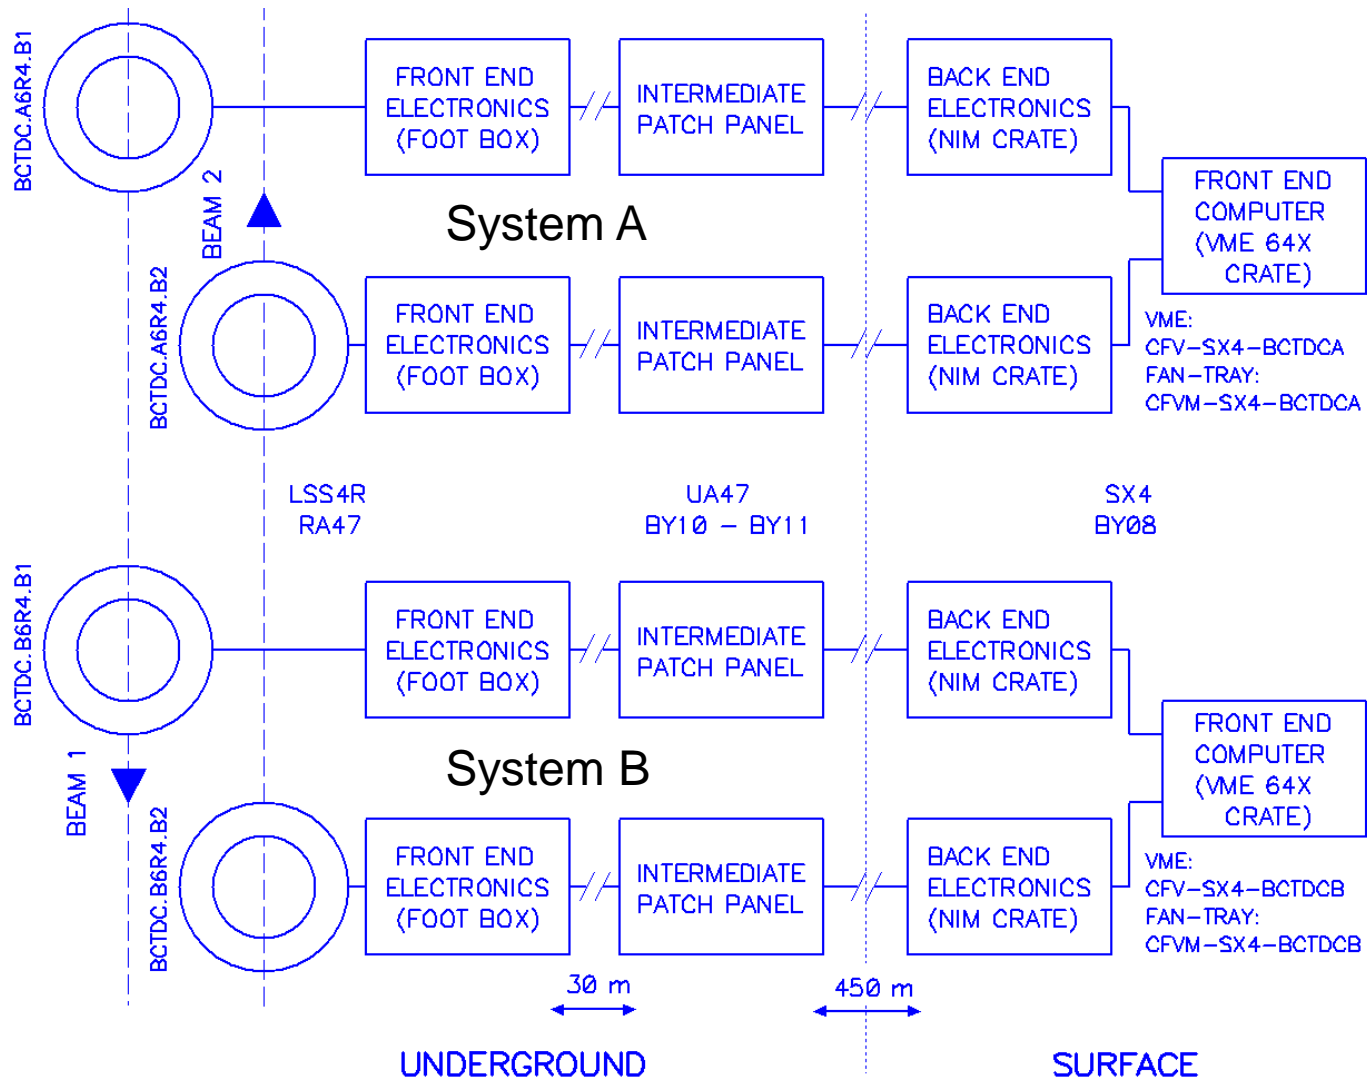 BCTDC.A6R4.B1
FRONT END
ELECTRONICS
(FOOT BOX)
INTERMEDIATE
PATCH PANEL
BACK END
ELECTRONICS
(NIM CRATE)
FRONT END
COMPUTER
(VME 64X
CRATE)
BEAM 2
System A
BCTDC.A6R4.B2
FRONT END
ELECTRONICS
(FOOT BOX)
INTERMEDIATE
PATCH PANEL
BACK END
ELECTRONICS
(NIM CRATE)
VME:
CFV-SX4-BCTDCA
FAN-TRAY:
CFVM-SX4-BCTDCA
LSS4R
RA47
UA47
BY10 - BY11
SX4
BY08
BCTDC.B6R4.B1
FRONT END
ELECTRONICS
(FOOT BOX)
INTERMEDIATE
PATCH PANEL
BACK END
ELECTRONICS
(NIM CRATE)
FRONT END
COMPUTER
(VME 64X
CRATE)
BEAM 1
System B
BCTDC.B6R4.B2
FRONT END
ELECTRONICS
(FOOT BOX)
INTERMEDIATE
PATCH PANEL
BACK END
ELECTRONICS
(NIM CRATE)
VME:
CFV-SX4-BCTDCB
FAN-TRAY:
CFVM-SX4-BCTDCB
30 m
450 m
UNDERGROUND
SURFACE